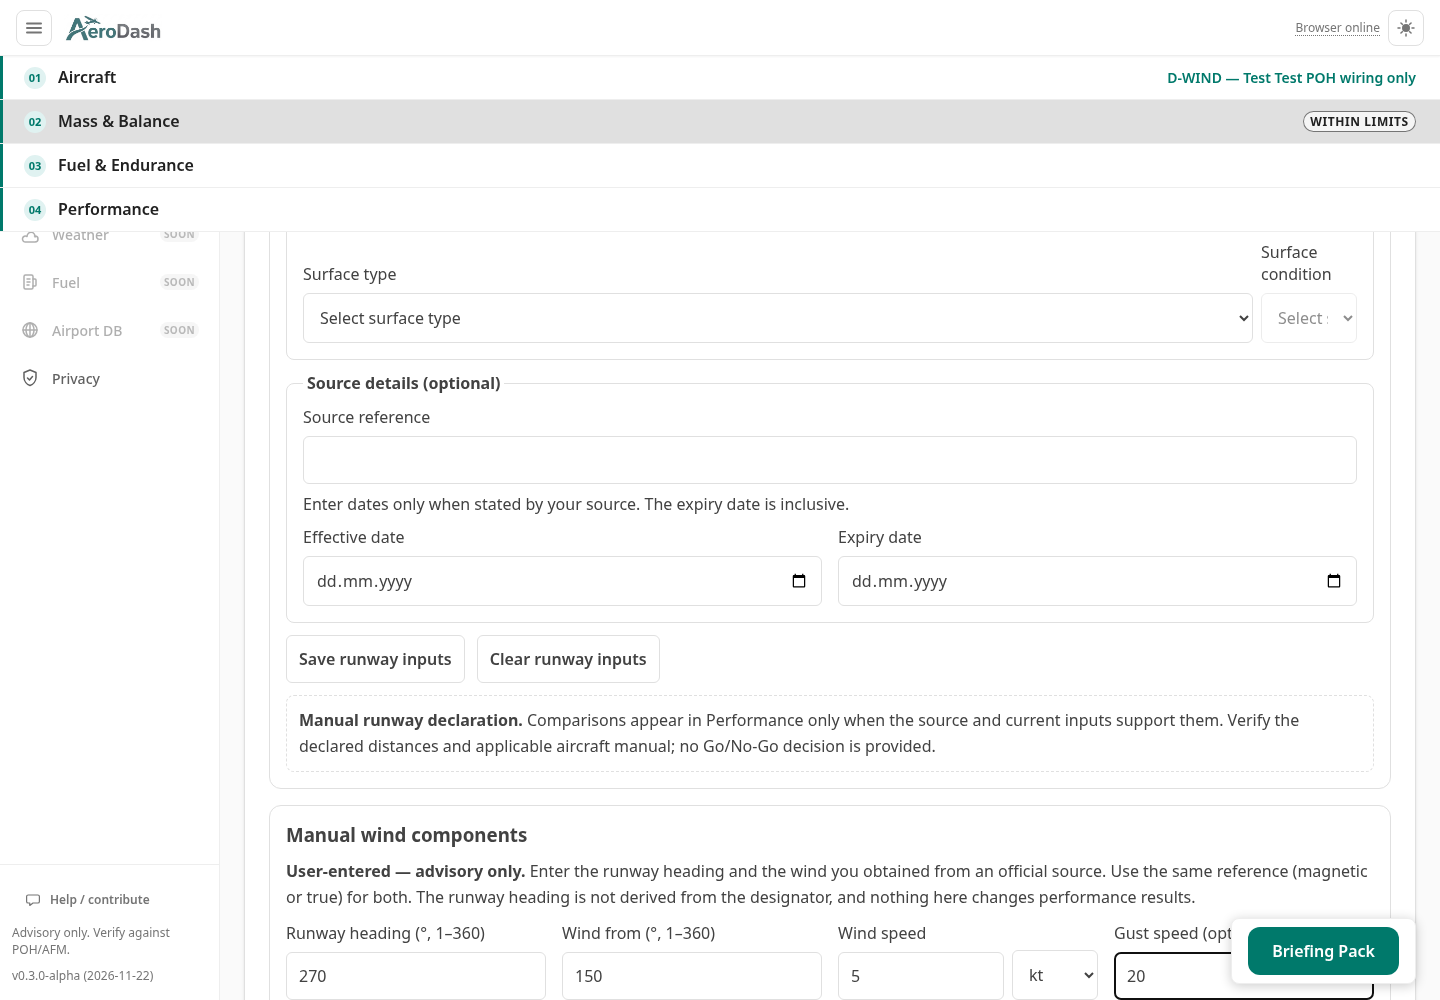 AeroDash
Browser online
01 Aircraft
D-WIND — Test Test POH wiring only
02 Mass & Balance
WITHIN LIMITS
03 Fuel & Endurance
04 Performance
Weather SOON
Fuel SOON
Airport DB SOON
Privacy
Help / contribute
Advisory only. Verify against
POH/AFM.
v0.3.0-alpha (2026-11-22)
Surface type
Surface
condition
Select surface type
Select
Source details (optional)
Source reference
Enter dates only when stated by your source. The expiry date is inclusive.
Effective date
Expiry date
dd.mm.yyyy
dd.mm.yyyy
Save runway inputs
Clear runway inputs
Manual runway declaration. Comparisons appear in Performance only when the source and current inputs support them. Verify the
declared distances and applicable aircraft manual; no Go/No-Go decision is provided.
Manual wind components
User-entered — advisory only. Enter the runway heading and the wind you obtained from an official source. Use the same reference (magnetic
or true) for both. The runway heading is not derived from the designator, and nothing here changes performance results.
Runway heading (°, 1–360)
Wind from (°, 1–360)
Wind speed
Gust speed
270
150
5
kt
20
Briefing Pack